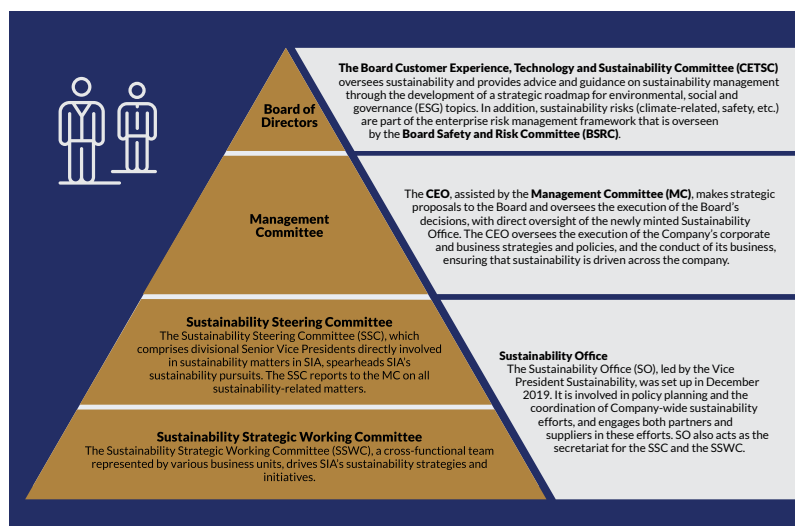 Board of
Directors
The Board Customer Experience, Technology and Sustainability Committee (CETSC)
oversees sustainability and provides advice and guidance on sustainability management
through the development of a strategic roadmap for environmental, social and
governance (ESG) topics. In addition, sustainability risks (climate-related, safety, etc.)
are part of the enterprise risk management framework that is overseen
by the Board Safety and Risk Committee (BSRC).
Management
Committee
The CEO, assisted by the Management Committee (MC), makes strategic
proposals to the Board and oversees the execution of the Board's
decisions, with direct oversight of the newly minted Sustainability
Office. The CEO oversees the execution of the Company's corporate
and business strategies and policies, and the conduct of its business,
ensuring that sustainability is driven across the company.
Sustainability Steering Committee
The Sustainability Steering Committee (SSC), which
comprises divisional Senior Vice Presidents directly involved
in sustainability matters in SIA, spearheads SIA's
sustainability pursuits. The SSC reports to the MC on all
sustainability-related matters.
Sustainability Strategic Working Committee
The Sustainability Strategic Working Committee (SSWC), a cross-functional team
represented by various business units, drives SIA's sustainability strategies and
initiatives.
Sustainability Office
The Sustainability Office (SO), led by the Vice
President Sustainability, was set up in December
2019. It is involved in policy planning and the
coordination of Company-wide sustainability
efforts, and engages both partners and
suppliers in these efforts. SO also acts as the
secretariat for the SSC and the SSWC.